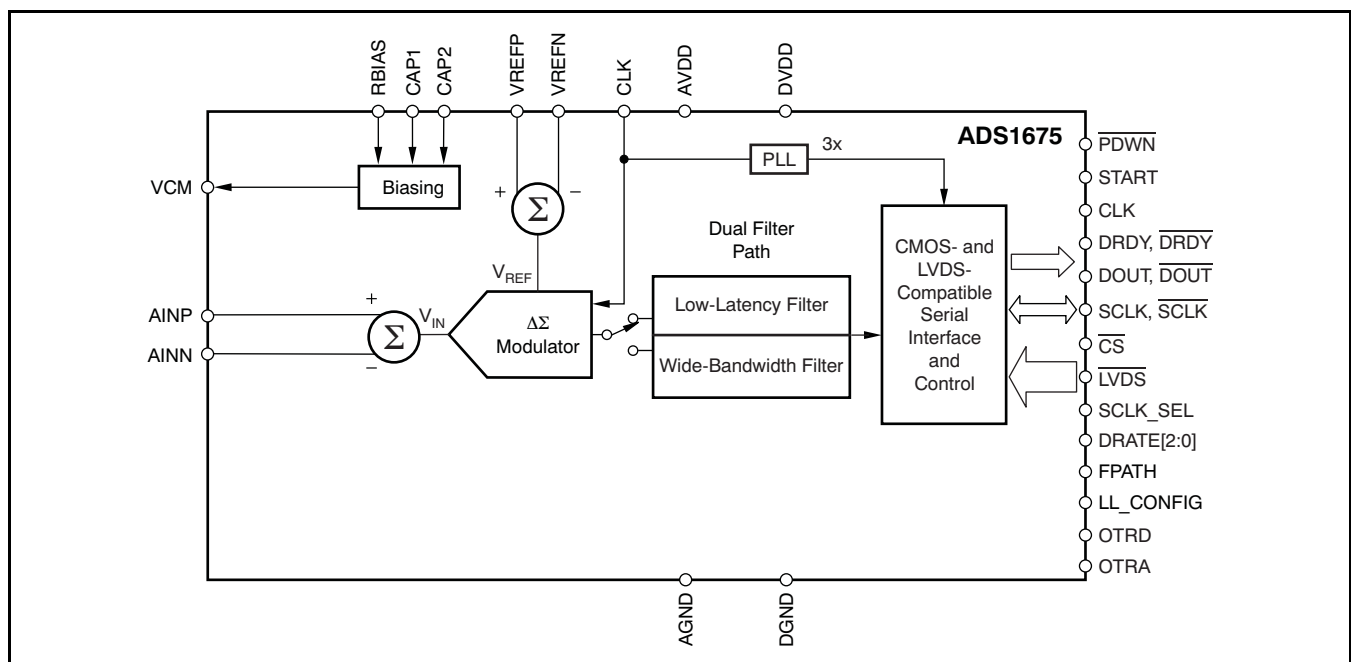 RBIAS
CAP1
CAP2
VREFP
VREFN
CLK
AVDD
DVDD
ADS1675
PDWN
START
CLK
DRDY, DRDY
DOUT, DOUT
SCLK, SCLK
CS
LVDS
SCLK_SEL
DRATE[2:0]
FPATH
LL_CONFIG
OTRD
OTRA
PLL
3x
VCM
Biasing
+
−
Σ
VREF
Dual Filter
Path
CMOS- and
LVDS-
Compatible
Serial
Interface
and
Control
AINP
AINN
+
−
Σ
VIN
ΔΣ
Modulator
Low-Latency Filter
Wide-Bandwidth Filter
AGND
DGND